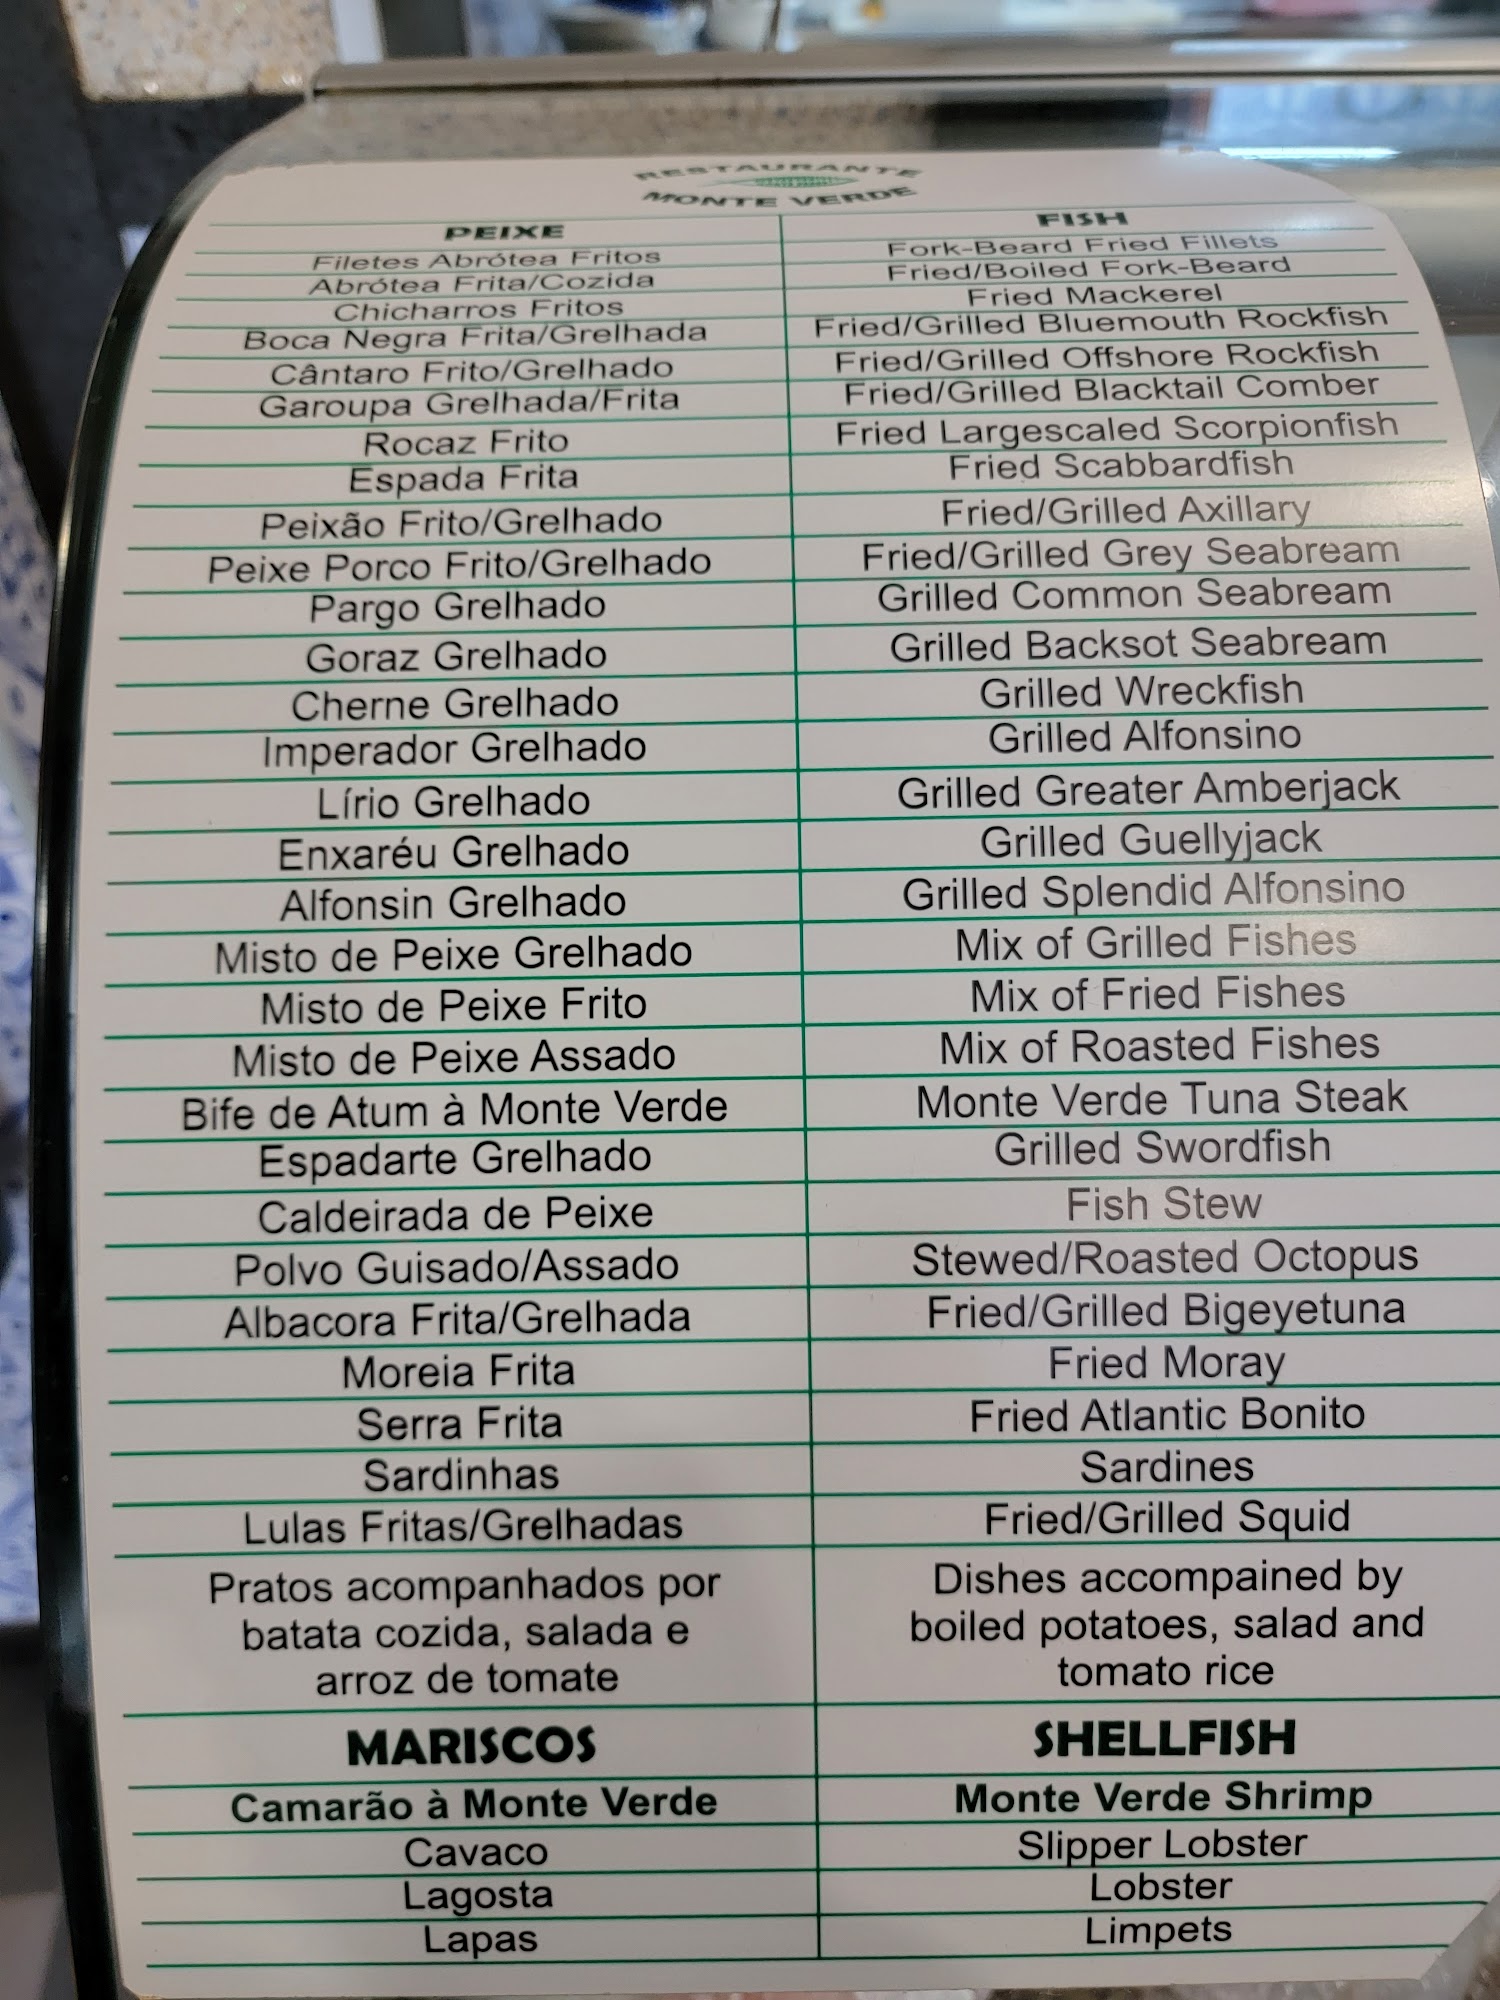 RESTAURANTE
MONTE VERDE
PEIXE FISH
Filetes Abrótea Fritos Fork-Beard Fried Fillets
Abrótea Frita/Cozida Fried/Boiled Fork-Beard
Chicharros Fritos Fried Mackerel
Boca Negra Frita/Grelhada Fried/Grilled Bluemouth Rockfish
Cântaro Frito/Grelhado Fried/Grilled Offshore Rockfish
Garoupa Grelhada/Frita Fried/Grilled Blacktail Comber
Rocaz Frito Fried Largescaled Scorpionfish
Espada Frita Fried Scabbardfish
Peixão Frito/Grelhado Fried/Grilled Axillary
Peixe Porco Frito/Grelhado Fried/Grilled Grey Seabream
Pargo Grelhado Grilled Common Seabream
Goraz Grelhado Grilled Backsot Seabream
Cherne Grelhado Grilled Wreckfish
Imperador Grelhado Grilled Alfonsino
Lírio Grelhado Grilled Greater Amberjack
Enxaréu Grelhado Grilled Guellyjack
Alfonsin Grelhado Grilled Splendid Alfonsino
Misto de Peixe Grelhado Mix of Grilled Fishes
Misto de Peixe Frito Mix of Fried Fishes
Misto de Peixe Assado Mix of Roasted Fishes
Bife de Atum à Monte Verde Monte Verde Tuna Steak
Espadarte Grelhado Grilled Swordfish
Caldeirada de Peixe Fish Stew
Polvo Guisado/Assado Stewed/Roasted Octopus
Albacora Frita/Grelhada Fried/Grilled Bigeyetuna
Moreia Frita Fried Moray
Serra Frita Fried Atlantic Bonito
Sardinhas Sardines
Lulas Fritas/Grelhadas Fried/Grilled Squid
Pratos acompanhados por Dishes accompained by
batata cozida, salada e boiled potatoes, salad and
arroz de tomate tomato rice
MARISCOS SHELLFISH
Camarão à Monte Verde Monte Verde Shrimp
Cavaco Slipper Lobster
Lagosta Lobster
Lapas Limpets